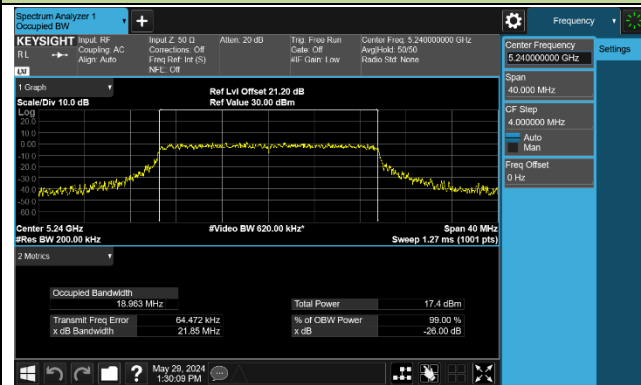 Spectrum Analyzer 1
Occupied BW
Frequency
KEYSIGHT
RL
LXI
Input: RF
Coupling: AC
Align: Auto
Input Z: 50 Ω
Corrections: Off
Freq Ref: Int (S)
NFE: Off
Atten: 20 dB
Trig: Free Run
Gate: Off
#IF Gain: Low
Center Freq: 5.240000000 GHz
Avg|Hold: 50/50
Radio Std: None
Center Frequency
5.240000000 GHz
Settings
Span
40.000 MHz
CF Step
4.000000 MHz
Auto
Man
Freq Offset
0 Hz
1 Graph
Scale/Div 10.0 dB
Ref Lvl Offset 21.20 dB
Ref Value 30.00 dBm
Log
20.0
10.0
0.00
-10.0
-20.0
-30.0
-40.0
-50.0
-60.0
Center 5.24 GHz
#Res BW 200.00 kHz
#Video BW 620.00 kHz*
Span 40 MHz
Sweep 1.27 ms (1001 pts)
2 Metrics
Occupied Bandwidth
18.963 MHz
Total Power 17.4 dBm
Transmit Freq Error 64.472 kHz
% of OBW Power 99.00 %
x dB Bandwidth 21.85 MHz
x dB -26.00 dB
?
May 29, 2024
1:30:09 PM